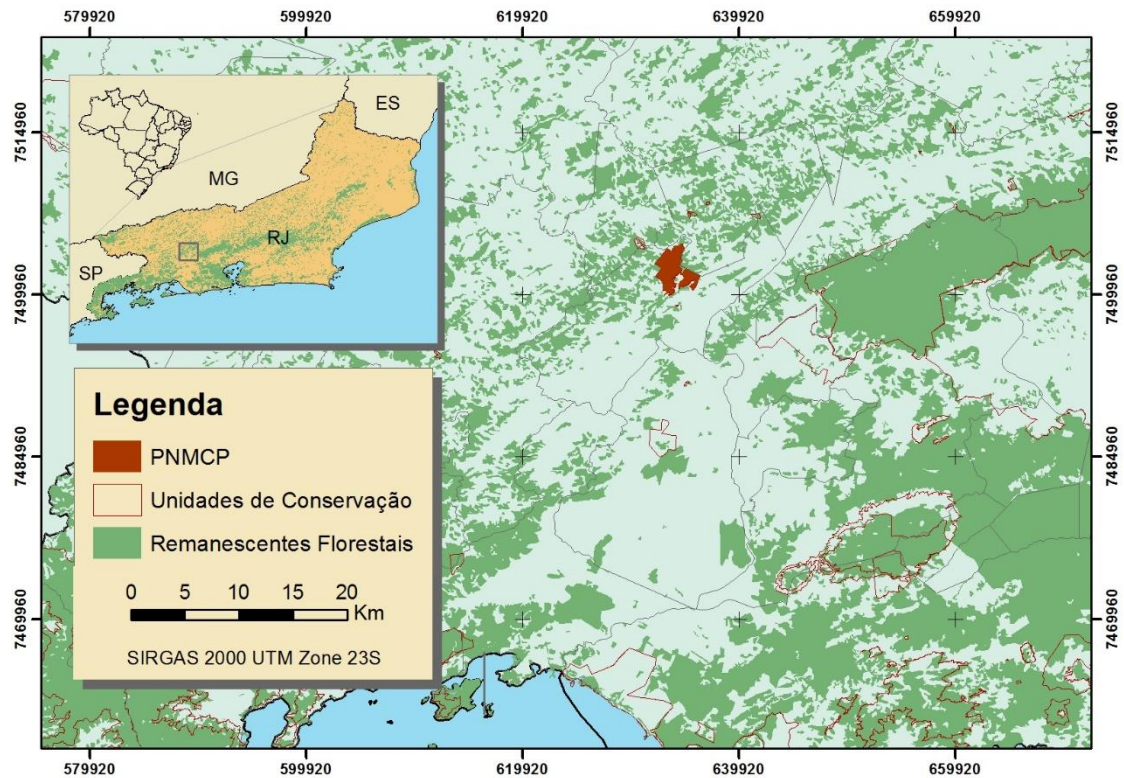 579920 599920 619920 639920 659920
7514960
7499960
7484960
7469960
ES
MG
RJ
SP
Legenda
PNMCP
Unidades de Conservação
Remanescentes Florestais
0 5 10 15 20
Km
SIRGAS 2000 UTM Zone 23S
7514960
7499960
7484960
7469960
579920 599920 619920 639920 659920